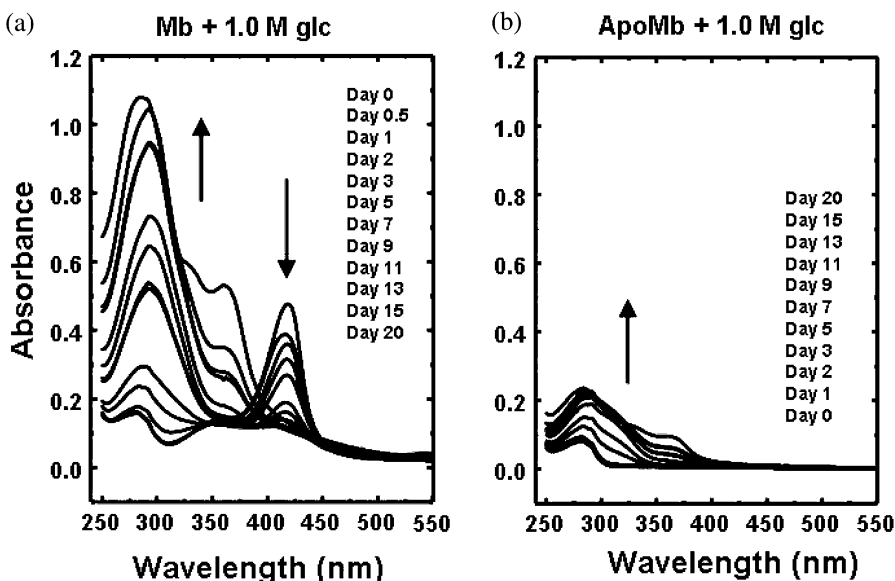 (a)
Mb + 1.0 M glc
Absorbance
1.2
1.0
0.8
0.6
0.4
0.2
0.0
Day 0
Day 0.5
Day 1
Day 2
Day 3
Day 5
Day 7
Day 9
Day 11
Day 13
Day 15
Day 20
250 300 350 400 450 500 550
Wavelength (nm)
(b)
ApoMb + 1.0 M glc
1.2
1.0
0.8
0.6
0.4
0.2
0.0
Day 20
Day 15
Day 13
Day 11
Day 9
Day 7
Day 5
Day 3
Day 2
Day 1
Day 0
250 300 350 400 450 500 550
Wavelength (nm)